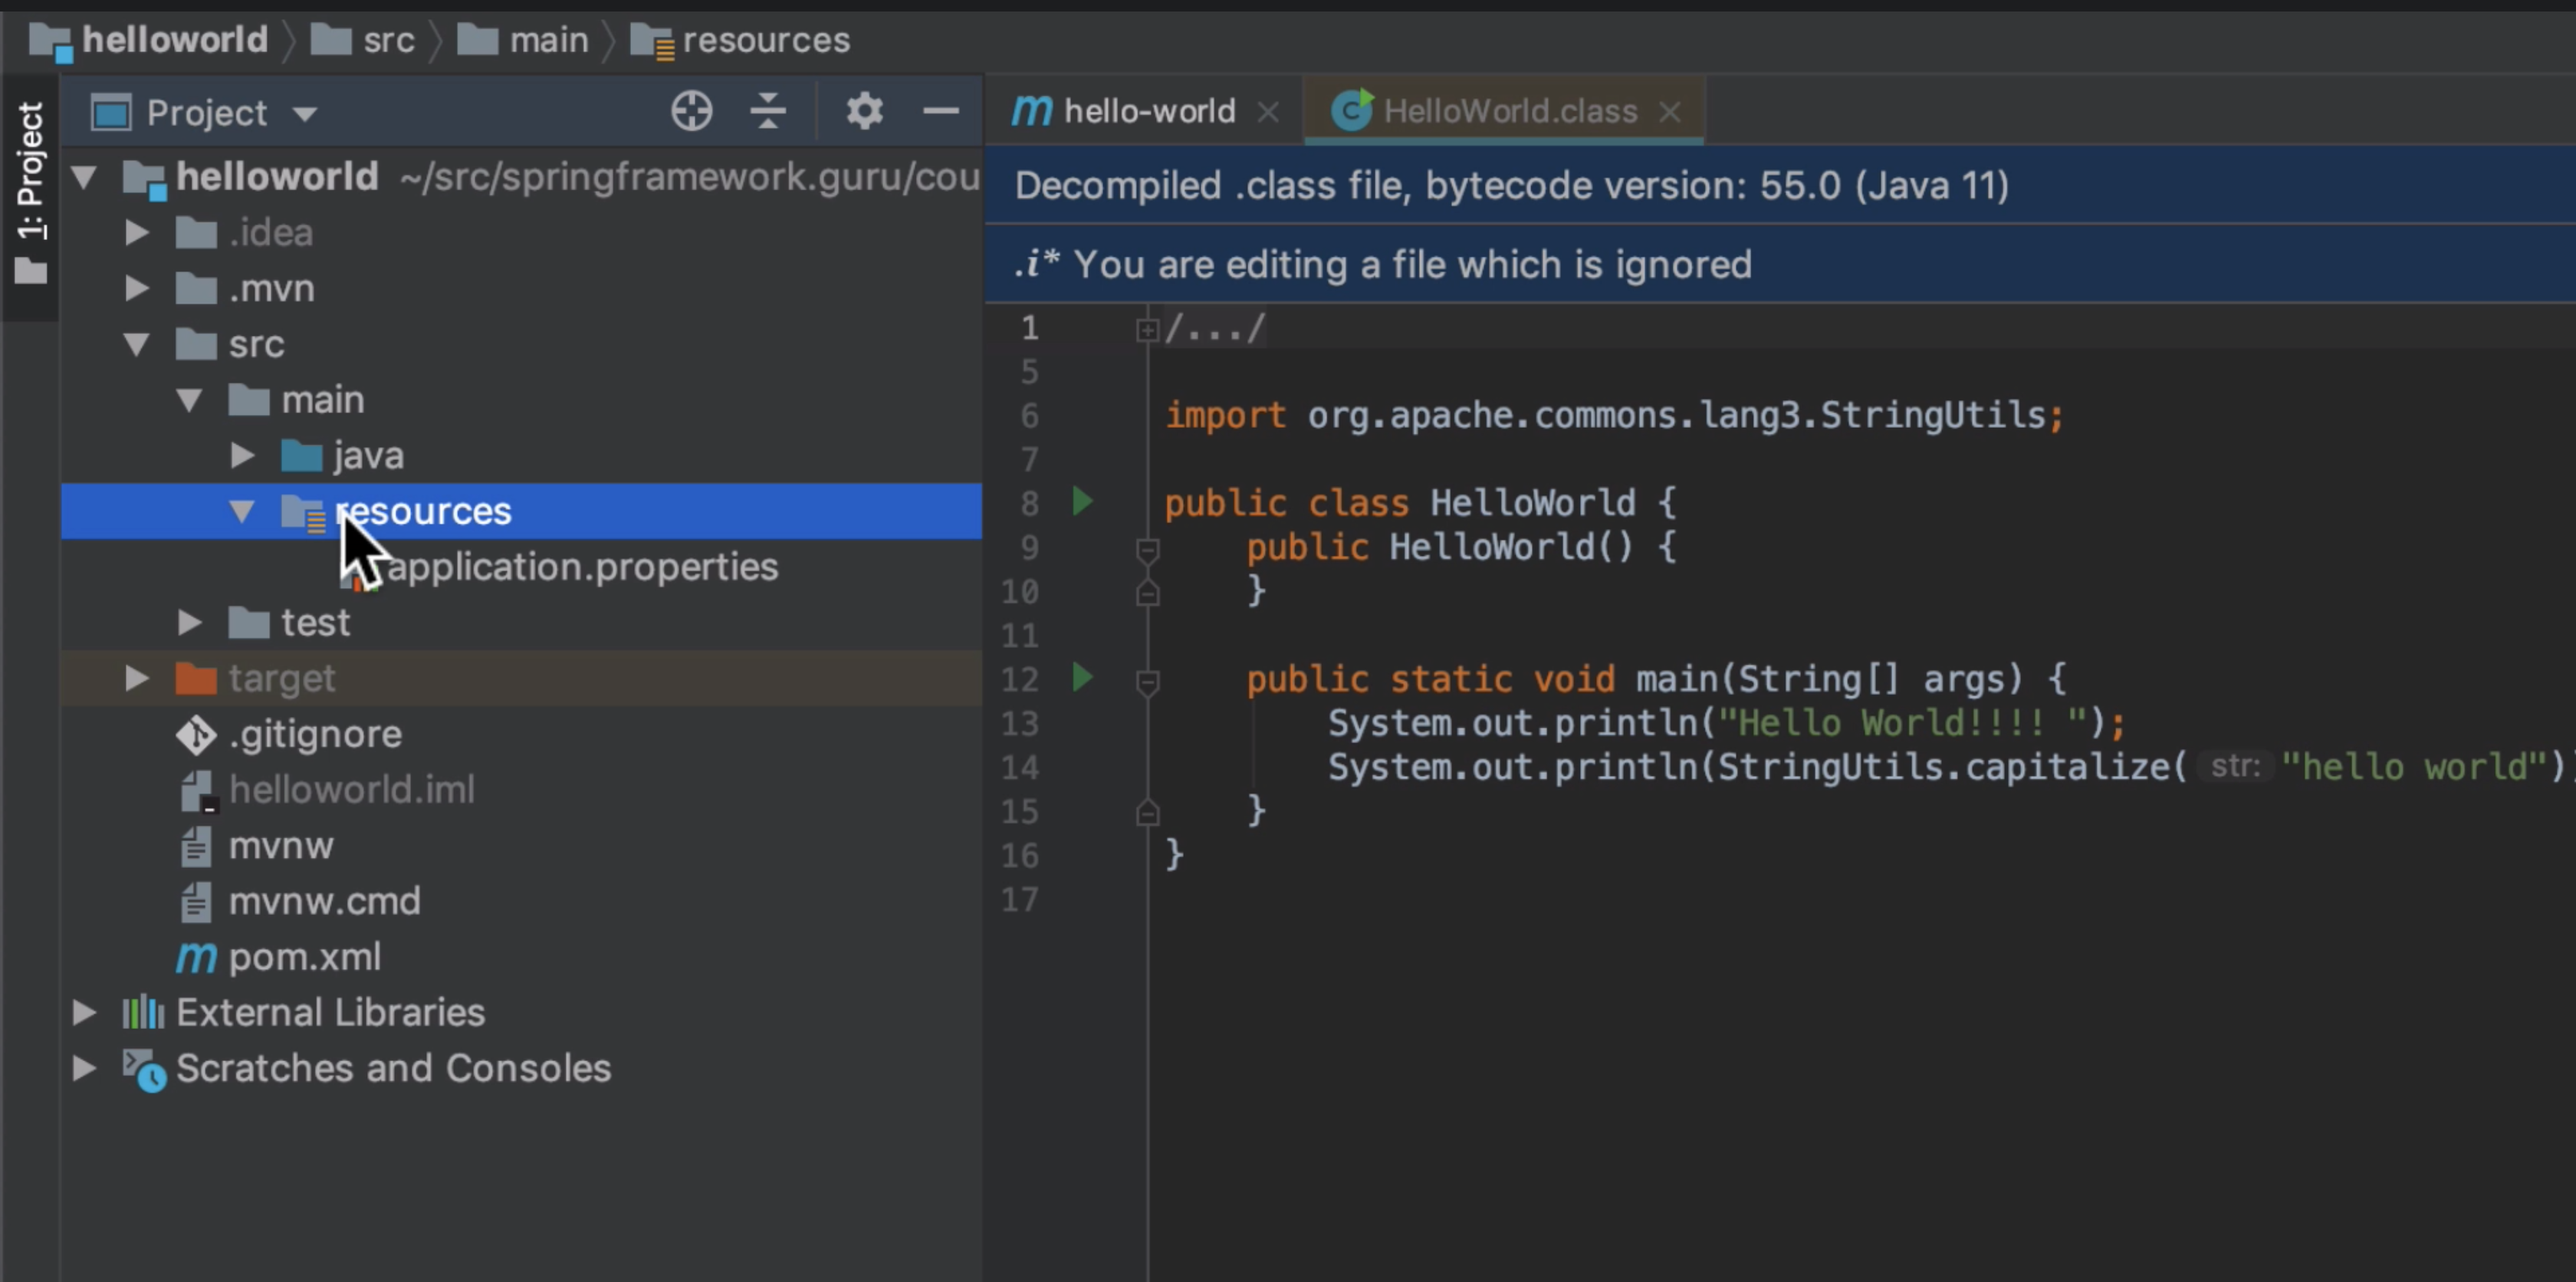 helloworld src main resources
1: Project
Project
helloworld ~/src/springframework.guru/cou
.idea
.mvn
src
main
java
resources
application.properties
test
target
.gitignore
helloworld.iml
mvnw
mvnw.cmd
pom.xml
External Libraries
Scratches and Consoles
hello-world HelloWorld.class
Decompiled .class file, bytecode version: 55.0 (Java 11)
.i* You are editing a file which is ignored
1 /.../
5
6 import org.apache.commons.lang3.StringUtils;
7
8 public class HelloWorld {
9 public HelloWorld() {
10 }
11
12 public static void main(String[] args) {
13 System.out.println("Hello World!!!! ");
14 System.out.println(StringUtils.capitalize( str: "hello world"))
15 }
16 }
17